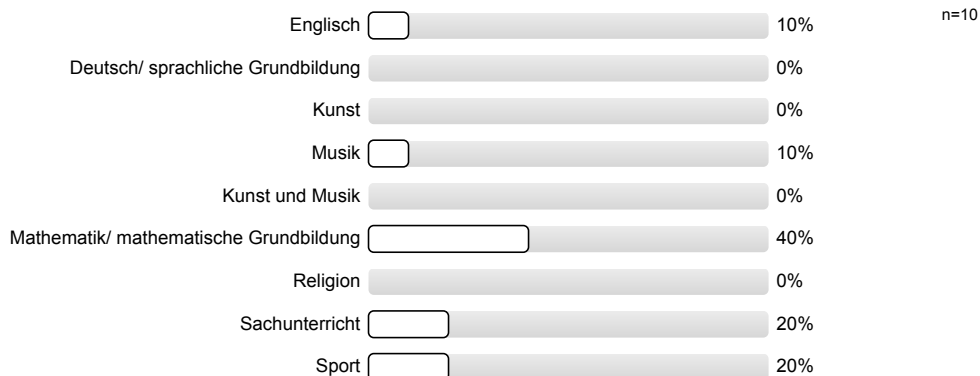 n=10
Englisch 10%
Deutsch/ sprachliche Grundbildung 0%
Kunst 0%
Musik 10%
Kunst und Musik 0%
Mathematik/ mathematische Grundbildung 40%
Religion 0%
Sachunterricht 20%
Sport 20%